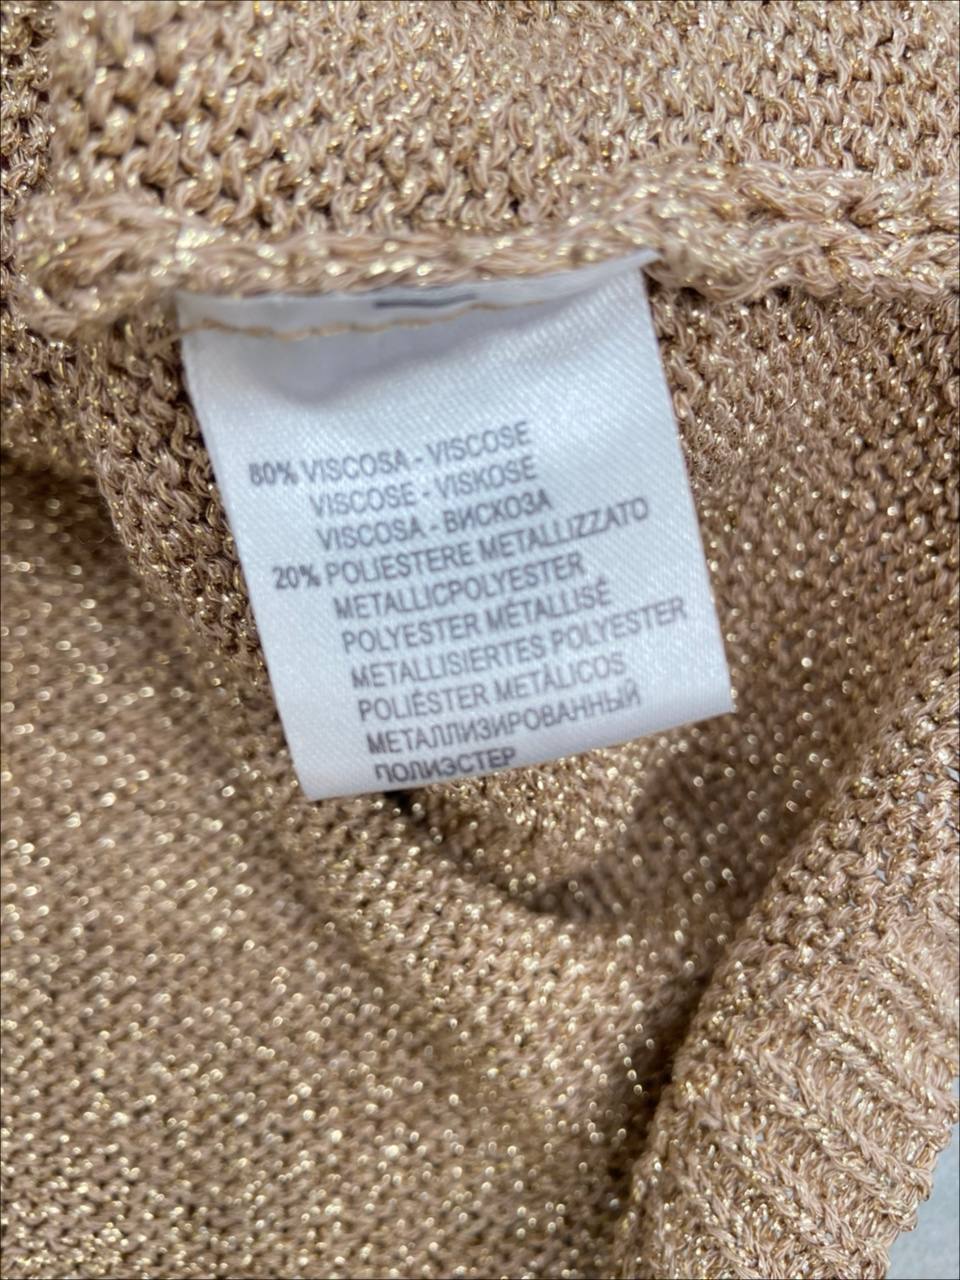 80% VISCOSA - VISCOSE
VISCOSE - VISKOSE
VISCOSA - ВИСКОЗА
20% POLIESTERE METALLIZZATO
METALLICPOLYESTER
POLYESTER MÉTALLISÉ
METALLISIERTES POLYESTER
POLIÉSTER METÁLICOS
МЕТАЛЛИЗИРОВАННЫЙ
ПОЛИЭСТЕР